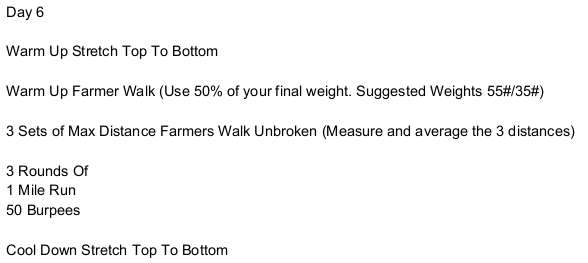 Day 6
Warm Up Stretch Top To Bottom
Warm Up Farmer Walk (Use 50% of your final weight. Suggested Weights 55#/35#)
3 Sets of Max Distance Farmers Walk Unbroken (Measure and average the 3 distances)
3 Rounds Of
1 Mile Run
50 Burpees
Cool Down Stretch Top To Bottom